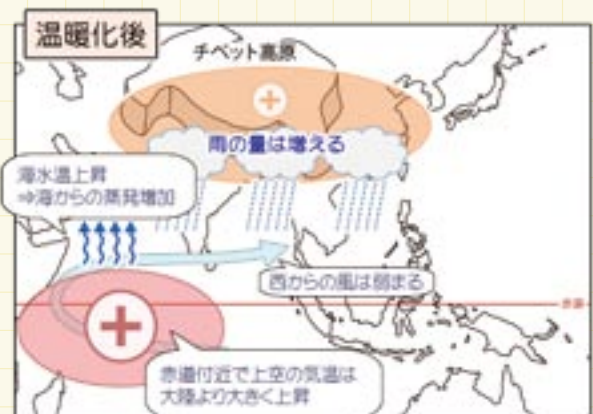 温暖化後
チベット高原
雨の量は増える
海水温上昇
⇒海からの蒸発増加
西からの風は弱まる
赤道
赤道付近で上空の気温は
大陸より大きく上昇